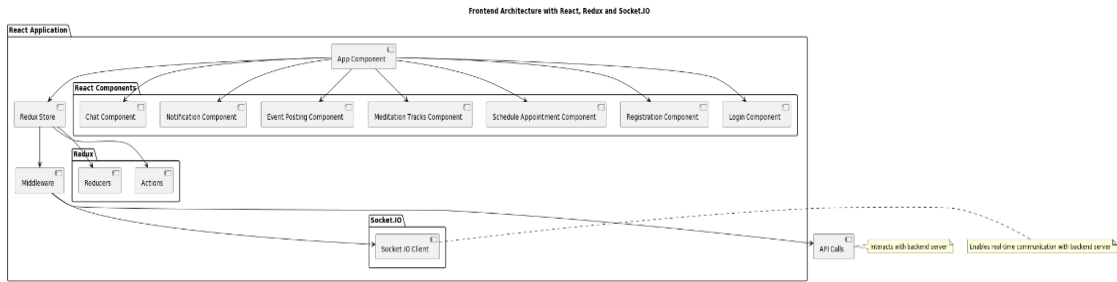 Frontend Architecture with React, Redux and Socket.IO
React Application
App Component
React Components
Redux Store
Chat Component
Notification Component
Event Posting Component
Meditation Tracks Component
Schedule Appointment Component
Registration Component
Login Component
Redux
Middleware
Reducers
Actions
Socket.IO
Socket.IO Client
API Calls
Interacts with backend server
Enables real-time communication with backend server